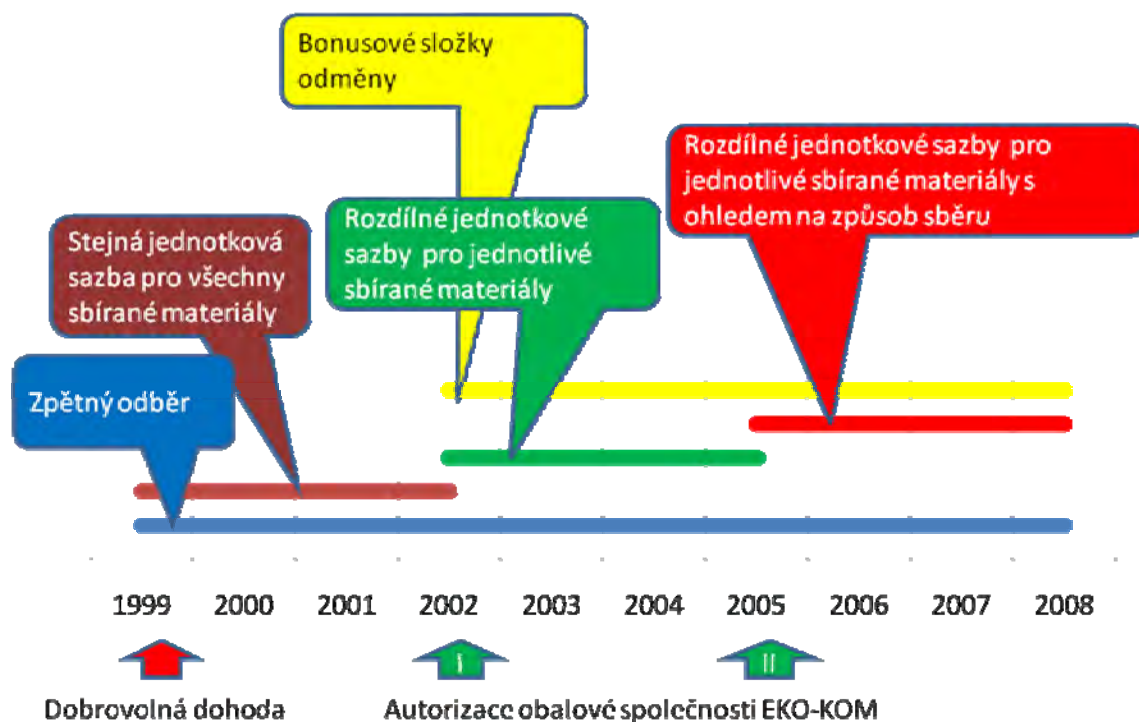 Bonusové složky
odměny
Rozdílné jednotkové sazby pro
jednotlivé sbírané materiály s
ohledem na způsob sběru
Rozdílné jednotkové
sazby pro jednotlivé
sbírané materiály
Stejná jednotková
sazba pro všechny
sbírané materiály
Zpětný odběr
1999 2000 2001 2002 2003 2004 2005 2006 2007 2008
I II
Dobrovolná dohoda Autorizace obalové společnosti EKO-KOM